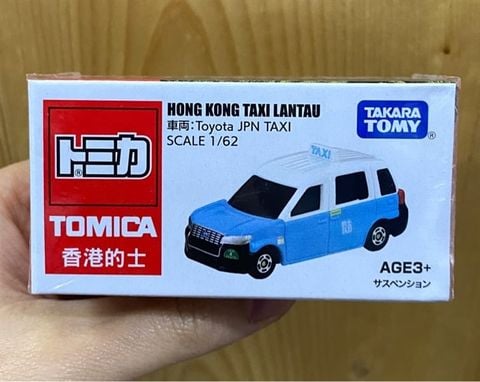 HONG KONG TAXI LANTAU
車両:Toyota JPN TAXI
SCALE 1/62
TAKARA
TOMY
トミカ
TOMICA
香港的士
TAXI
AGE3+
サスペンション